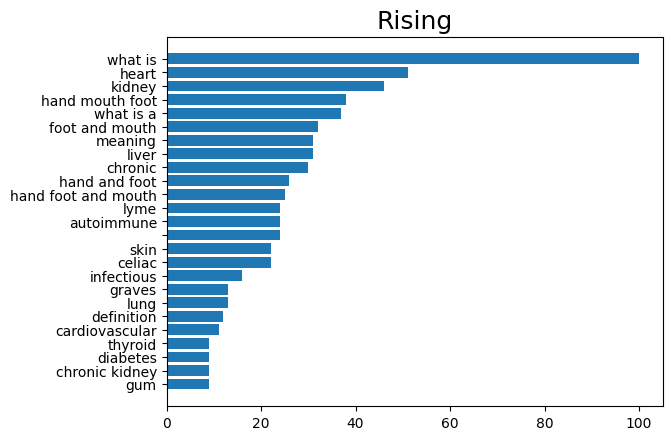 Rising
what is
heart
kidney
hand mouth foot
what is a
foot and mouth
meaning
liver
chronic
hand and foot
hand foot and mouth
lyme
autoimmune
skin
celiac
infectious
graves
lung
definition
cardiovascular
thyroid
diabetes
chronic kidney
gum
0 20 40 60 80 100